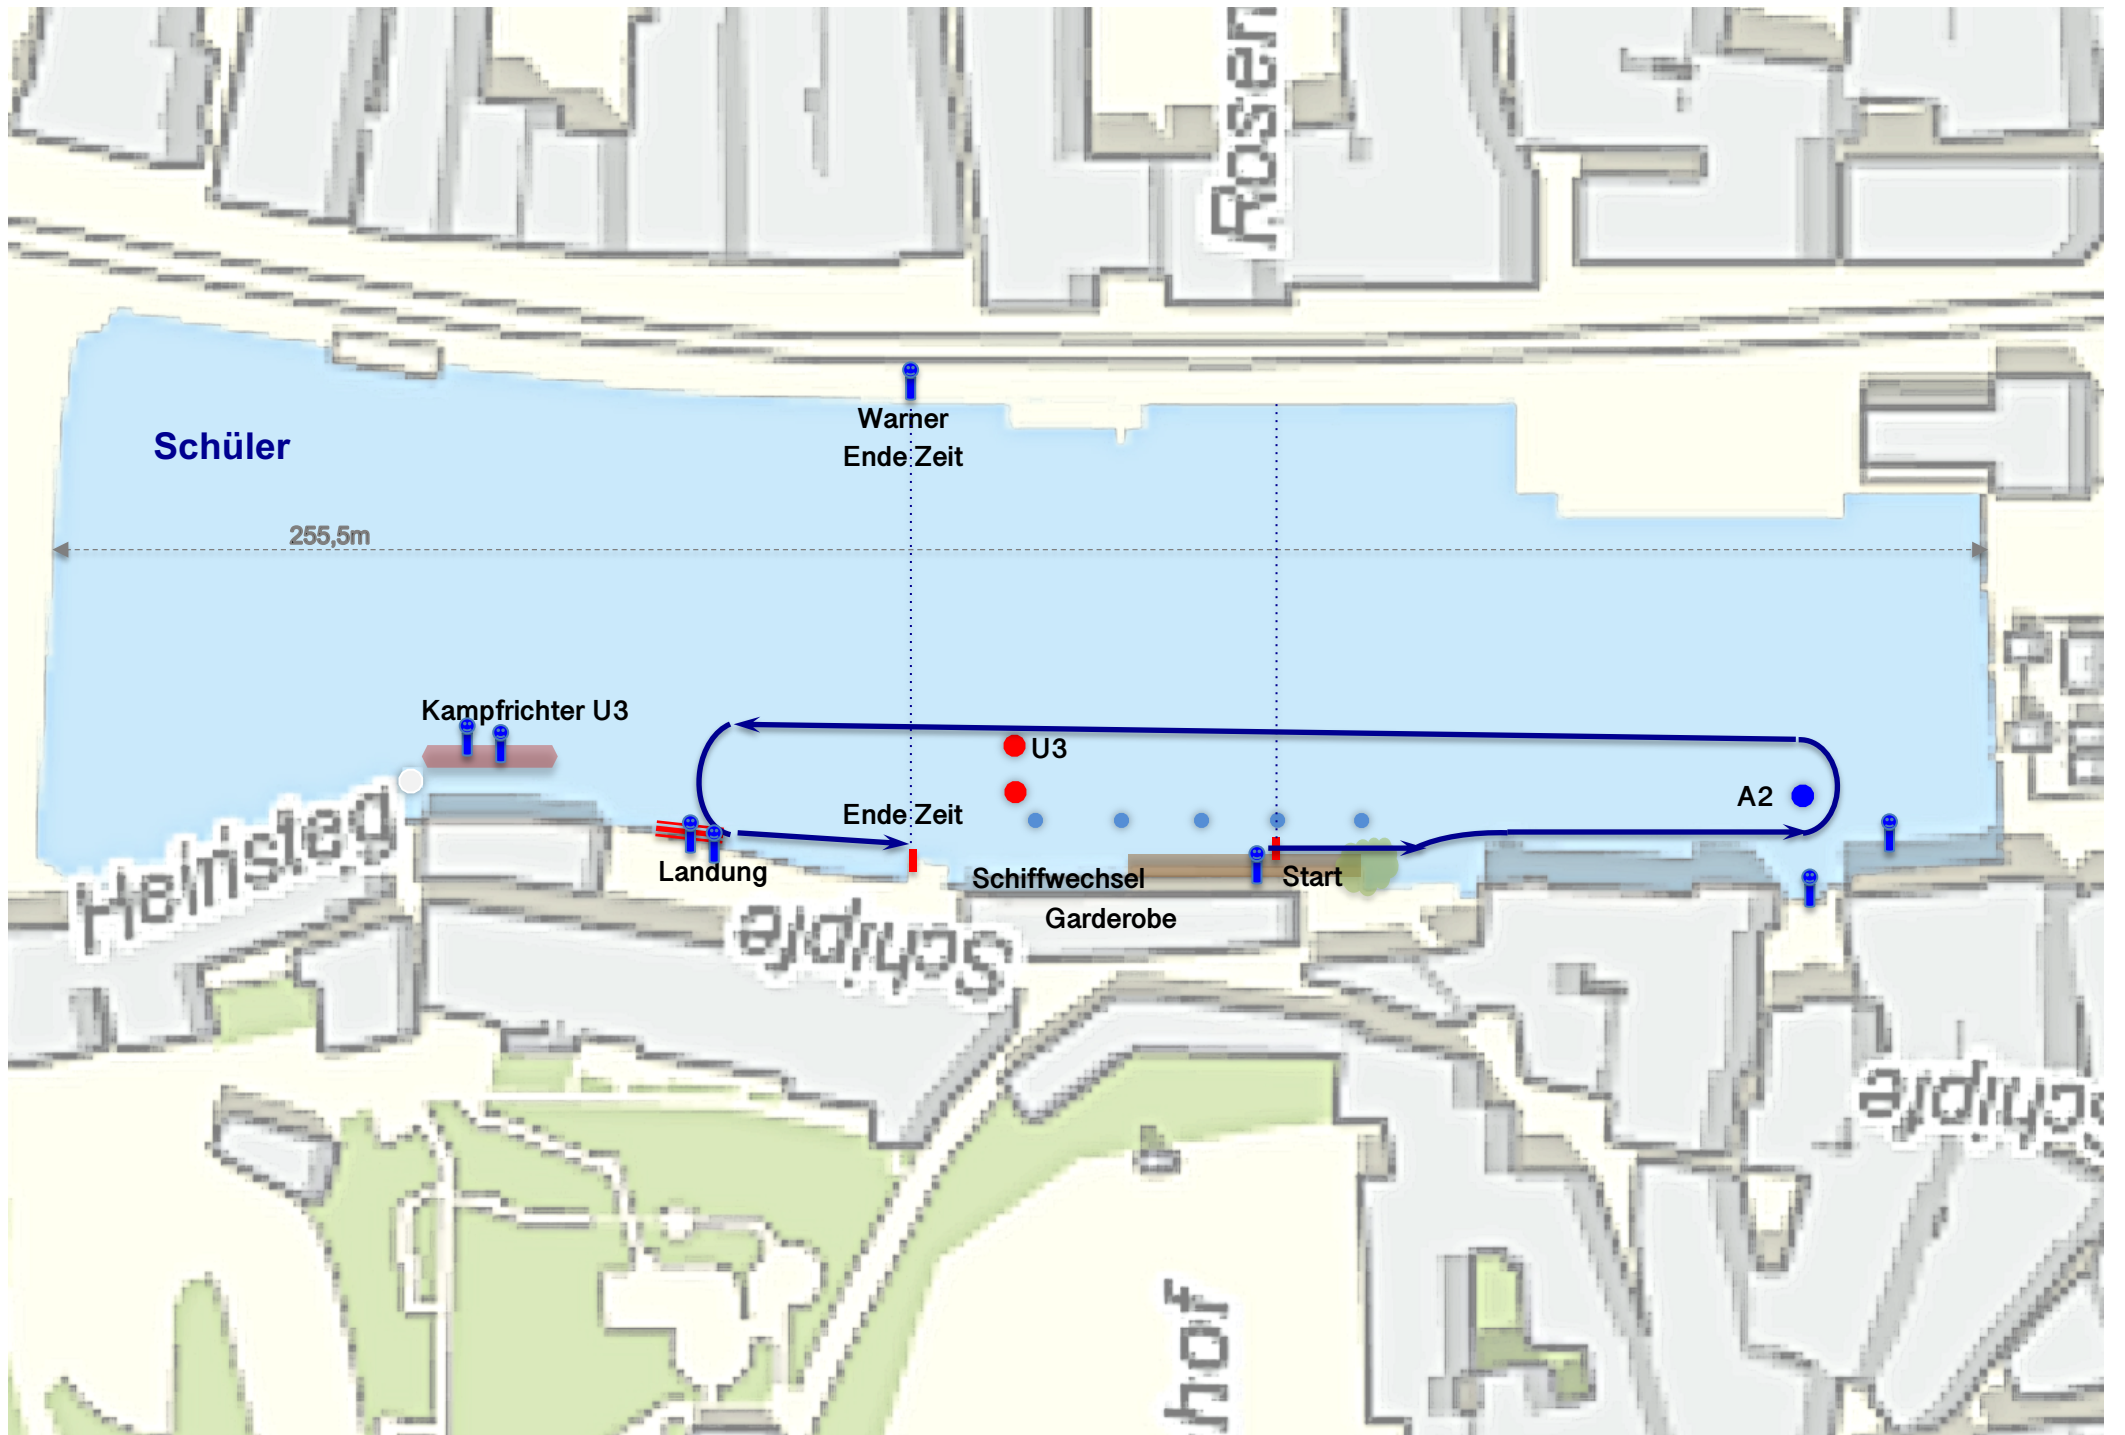 Rosen
Warner
Ende Zeit
Schüler
255,5m
Kampfrichter U3
U3
A2
Ende Zeit
Landung
Schiffwechsel
Start
Garderobe
Heinsteg
Schipfe
Schipfe
hof